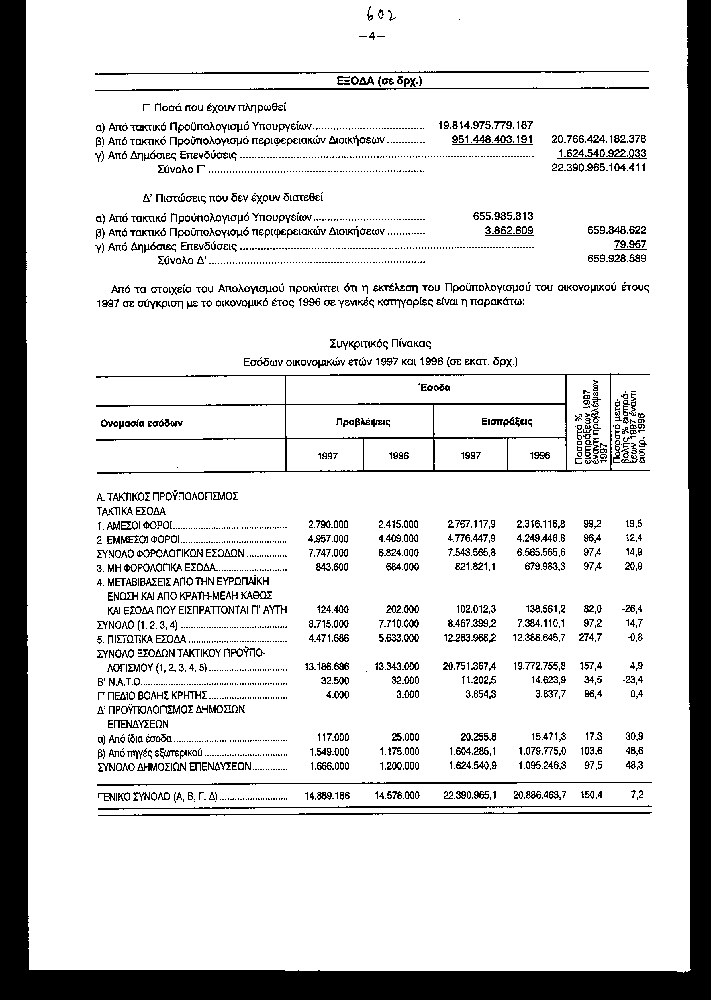 602
–4–
ΕΞΟΔΑ (σε δρχ.)
Γ' Ποσά που έχουν πληρωθεί
α) Από τακτικό Προϋπολογισμό Υπουργείων................................ 19.814.975.779.187
β) Από τακτικό Προϋπολογισμό περιφερειακών Διοικήσεων............. 951.448.403.191 20.766.424.182.378
γ) Από Δημόσιες Επενδύσεις................................ 1.624.540.922.033
Σύνολο Γ'................................ 22.390.965.104.411
Δ' Πιστώσεις που δεν έχουν διατεθεί
α) Από τακτικό Προϋπολογισμό Υπουργείων................................ 655.985.813
β) Από τακτικό Προϋπολογισμό περιφερειακών Διοικήσεων............. 3.862.809 659.848.622
γ) Από Δημόσιες Επενδύσεις................................ 79.967
Σύνολο Δ'................................ 659.928.589
Από τα στοιχεία του Απολογισμού προκύπτει ότι η εκτέλεση του Προϋπολογισμού του οικονομικού έτους
1997 σε σύγκριση με το οικονομικό έτος 1996 σε γενικές κατηγορίες είναι η παρακάτω:
Συγκριτικός Πίνακας
Εσόδων οικονομικών ετών 1997 και 1996 (σε εκατ. δρχ.)
Έσοδα
Ονομασία εσόδων
Προβλέψεις Εισπράξεις
1997 1996 1997 1996
Ποσοστό %
εισπράξεων 1997
έναντι προβλέψεων
1997
Ποσοστό μετα-
βολής % εισπρά-
ξεων 1997 έναντι
εισπρ. 1996
Α. ΤΑΚΤΙΚΟΣ ΠΡΟΫΠΟΛΟΓΙΣΜΟΣ
ΤΑΚΤΙΚΑ ΕΣΟΔΑ
1. ΑΜΕΣΟΙ ΦΟΡΟΙ................ 2.790.000 2.415.000 2.767.117,9 2.316.116,8 99,2 19,5
2. ΕΜΜΕΣΟΙ ΦΟΡΟΙ................ 4.957.000 4.409.000 4.776.447,9 4.249.448,8 96,4 12,4
ΣΥΝΟΛΟ ΦΟΡΟΛΟΓΙΚΩΝ ΕΣΟΔΩΝ................ 7.747.000 6.824.000 7.543.565,8 6.565.565,6 97,4 14,9
3. ΜΗ ΦΟΡΟΛΟΓΙΚΑ ΕΣΟΔΑ................ 843.600 684.000 821.821,1 679.983,3 97,4 20,9
4. ΜΕΤΑΒΙΒΑΣΕΙΣ ΑΠΟ ΤΗΝ ΕΥΡΩΠΑΪΚΗ
ΕΝΩΣΗ ΚΑΙ ΑΠΟ ΚΡΑΤΗ-ΜΕΛΗ ΚΑΘΩΣ
ΚΑΙ ΕΣΟΔΑ ΠΟΥ ΕΙΣΠΡΑΤΤΟΝΤΑΙ ΓΙ' ΑΥΤΗ 124.400 202.000 102.012,3 138.561,2 82,0 -26,4
ΣΥΝΟΛΟ (1, 2, 3, 4)................ 8.715.000 7.710.000 8.467.399,2 7.384.110,1 97,2 14,7
5. ΠΙΣΤΩΤΙΚΑ ΕΣΟΔΑ................ 4.471.686 5.633.000 12.283.968,2 12.388.645,7 274,7 -0,8
ΣΥΝΟΛΟ ΕΣΟΔΩΝ ΤΑΚΤΙΚΟΥ ΠΡΟΫΠΟ-
ΛΟΓΙΣΜΟΥ (1, 2, 3, 4, 5)................ 13.186.686 13.343.000 20.751.367,4 19.772.755,8 157,4 4,9
Β' Ν.Α.Τ.Ο................ 32.500 32.000 11.202,5 14.623,9 34,5 -23,4
Γ' ΠΕΔΙΟ ΒΟΛΗΣ ΚΡΗΤΗΣ................ 4.000 3.000 3.854,3 3.837,7 96,4 0,4
Δ' ΠΡΟΫΠΟΛΟΓΙΣΜΟΣ ΔΗΜΟΣΙΩΝ
ΕΠΕΝΔΥΣΕΩΝ
α) Από ίδια έσοδα................ 117.000 25.000 20.255,8 15.471,3 17,3 30,9
β) Από πηγές εξωτερικού................ 1.549.000 1.175.000 1.604.285,1 1.079.775,0 103,6 48,6
ΣΥΝΟΛΟ ΔΗΜΟΣΙΩΝ ΕΠΕΝΔΥΣΕΩΝ............. 1.666.000 1.200.000 1.624.540,9 1.095.246,3 97,5 48,3
ΓΕΝΙΚΟ ΣΥΝΟΛΟ (Α, Β, Γ, Δ)................ 14.889.186 14.578.000 22.390.965,1 20.886.463,7 150,4 7,2